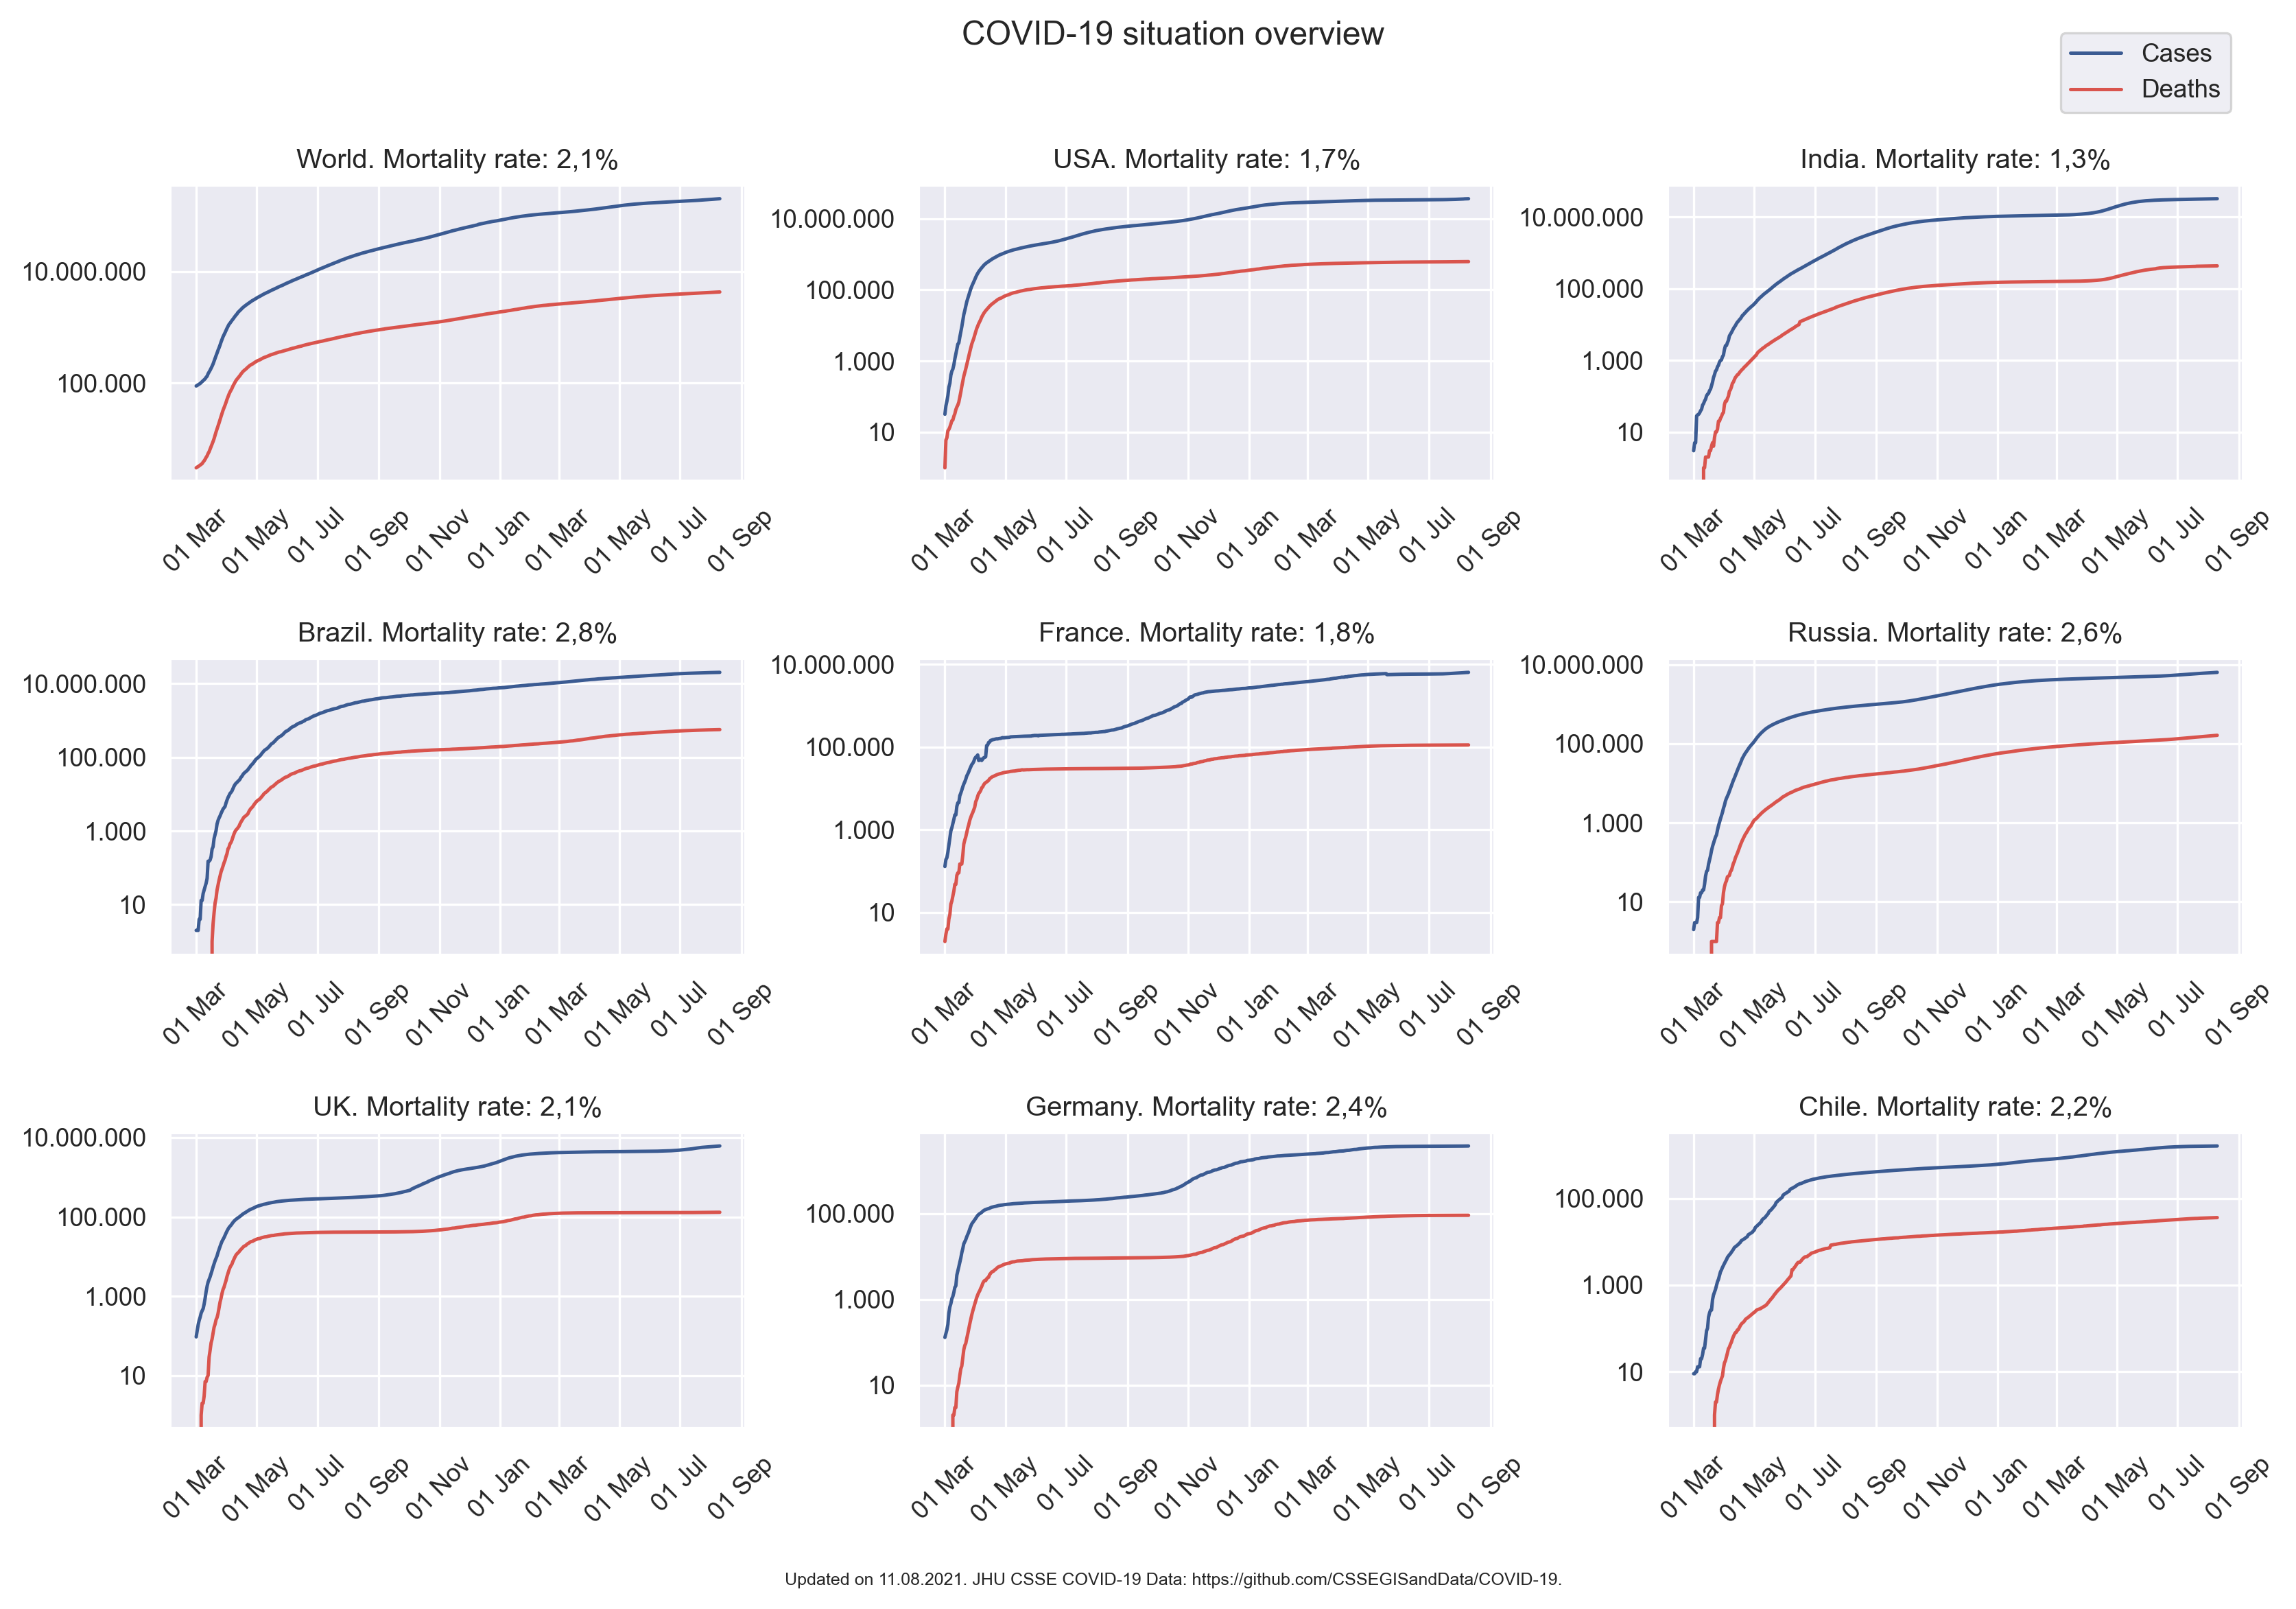 COVID-19 situation overview
Cases
Deaths
World. Mortality rate: 2,1%
10.000.000
100.000
01 Mar
01 May
01 Jul
01 Sep
01 Nov
01 Jan
01 Mar
01 May
01 Jul
01 Sep
USA. Mortality rate: 1,7%
10.000.000
100.000
1.000
10
01 Mar
01 May
01 Jul
01 Sep
01 Nov
01 Jan
01 Mar
01 May
01 Jul
01 Sep
India. Mortality rate: 1,3%
10.000.000
100.000
1.000
10
01 Mar
01 May
01 Jul
01 Sep
01 Nov
01 Jan
01 Mar
01 May
01 Jul
01 Sep
Brazil. Mortality rate: 2,8%
10.000.000
100.000
1.000
10
01 Mar
01 May
01 Jul
01 Sep
01 Nov
01 Jan
01 Mar
01 May
01 Jul
01 Sep
France. Mortality rate: 1,8%
10.000.000
100.000
1.000
10
01 Mar
01 May
01 Jul
01 Sep
01 Nov
01 Jan
01 Mar
01 May
01 Jul
01 Sep
Russia. Mortality rate: 2,6%
10.000.000
100.000
1.000
10
01 Mar
01 May
01 Jul
01 Sep
01 Nov
01 Jan
01 Mar
01 May
01 Jul
01 Sep
UK. Mortality rate: 2,1%
10.000.000
100.000
1.000
10
01 Mar
01 May
01 Jul
01 Sep
01 Nov
01 Jan
01 Mar
01 May
01 Jul
01 Sep
Germany. Mortality rate: 2,4%
100.000
1.000
10
01 Mar
01 May
01 Jul
01 Sep
01 Nov
01 Jan
01 Mar
01 May
01 Jul
01 Sep
Chile. Mortality rate: 2,2%
100.000
1.000
10
01 Mar
01 May
01 Jul
01 Sep
01 Nov
01 Jan
01 Mar
01 May
01 Jul
01 Sep
Updated on 11.08.2021. JHU CSSE COVID-19 Data: https://github.com/CSSEGISandData/COVID-19.